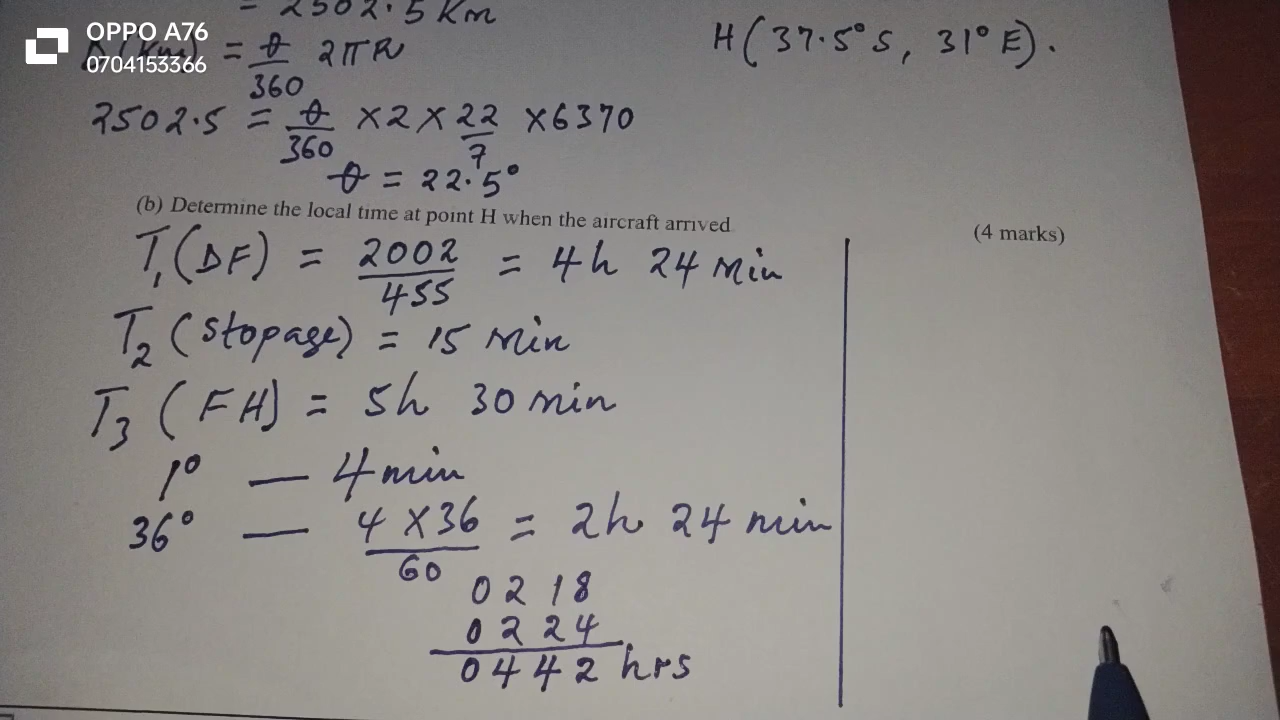 = 2502.5 Km
OPPO A76
0704153366
(Km) = θ/360 2πR
H(37.5°S, 31°E).
2502.5 = θ/360 × 2 × 22/7 × 6370
θ = 22.5°
(b) Determine the local time at point H when the aircraft arrived
(4 marks)
T₁(DF) = 2002/455 = 4h 24 min
T₂(stopage) = 15 min
T₃(FH) = 5h 30 min
1° — 4min
36° — 4 × 36/60 = 2h 24 min
0218
0224
0442 hrs